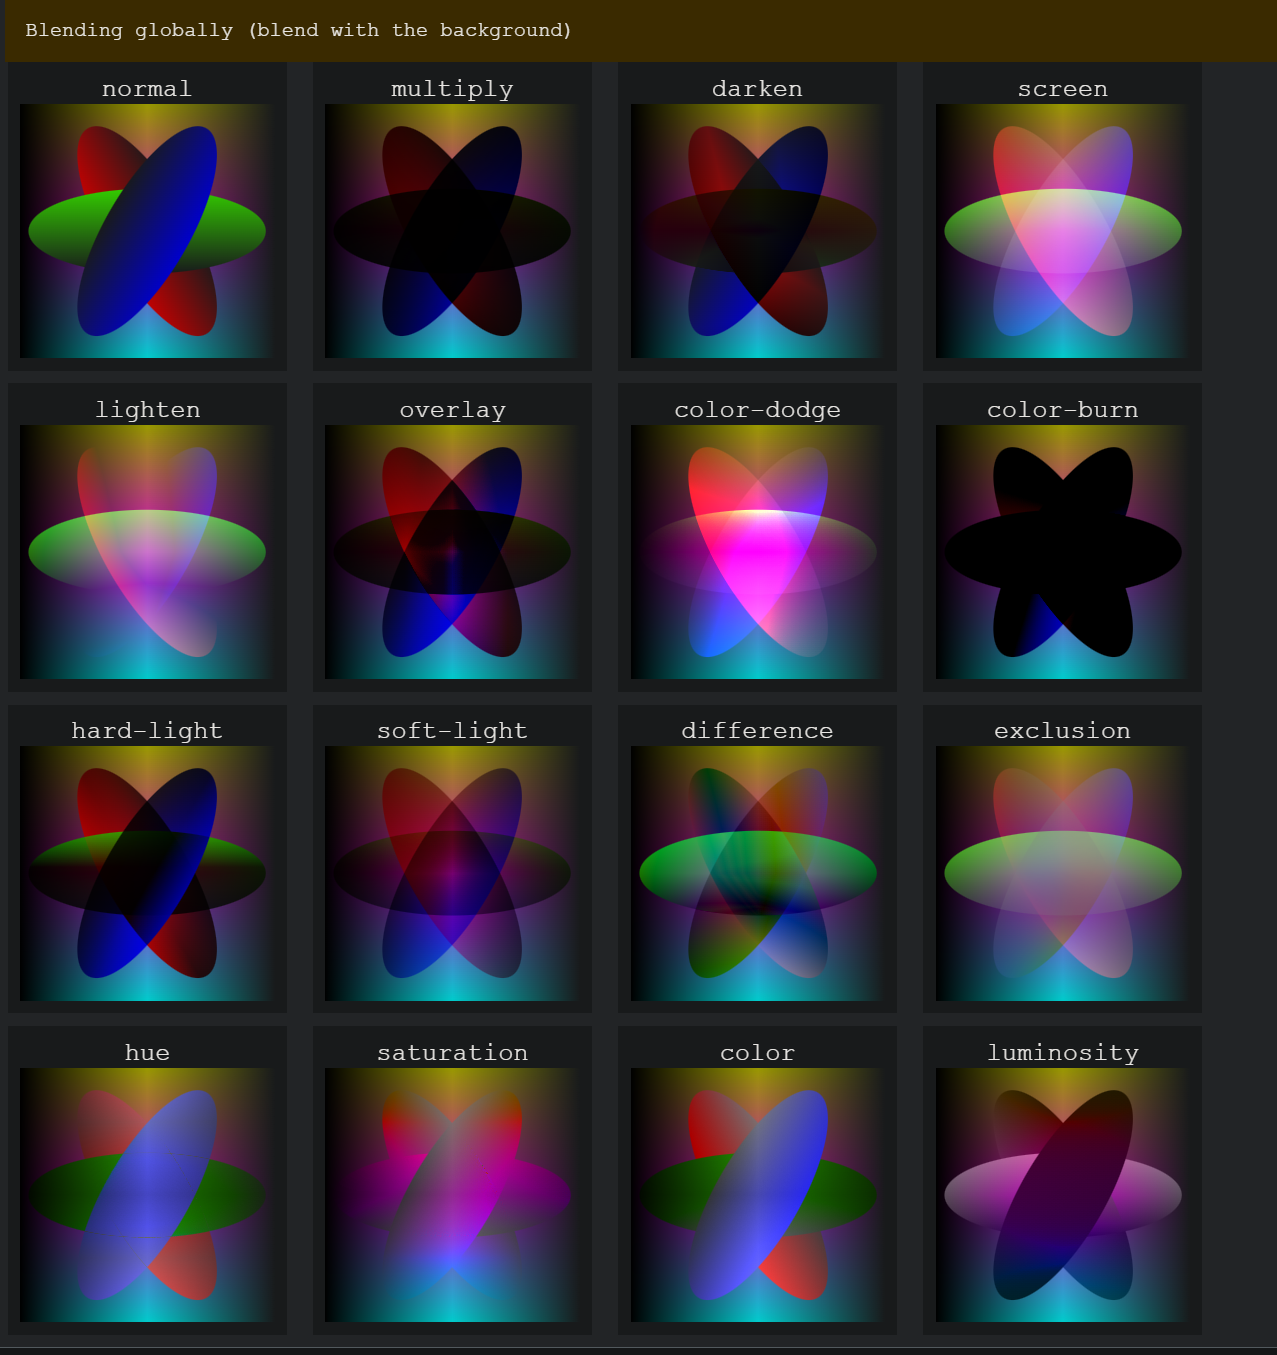 Blending globally (blend with the background)
normal
multiply
darken
screen
lighten
overlay
color-dodge
color-burn
hard-light
soft-light
difference
exclusion
hue
saturation
color
luminosity